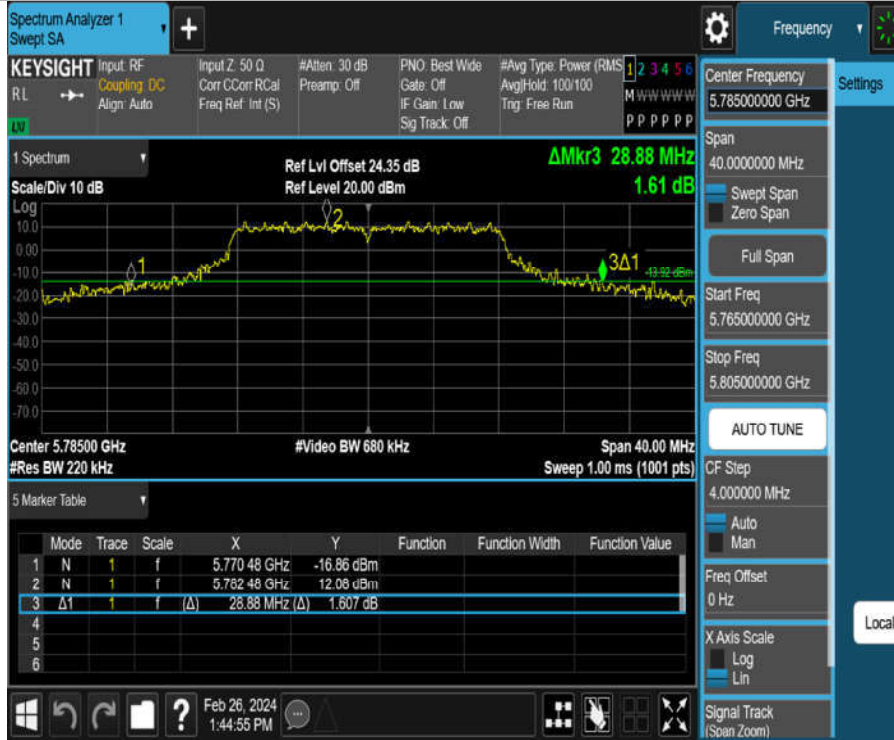 Spectrum Analyzer 1
Swept SA
+
Frequency
KEYSIGHT
RL
LXI
Input: RF
Coupling: DC
Align: Auto
Input Z: 50 Ω
Corr CCorr RCal
Freq Ref: Int (S)
#Atten: 30 dB
Preamp: Off
PNO: Best Wide
Gate: Off
IF Gain: Low
Sig Track: Off
#Avg Type: Power (RMS
Avg|Hold: 100/100
Trig: Free Run
1 2 3 4 5 6
M W W W W W
P P P P P P
1 Spectrum
Scale/Div 10 dB
Ref Lvl Offset 24.35 dB
Ref Level 20.00 dBm
ΔMkr3 28.88 MHz
1.61 dB
Log
10.0
0.00
-10.0
-20.0
-30.0
-40.0
-50.0
-60.0
-70.0
1
2
3Δ1
-13.92 dBm
Center 5.78500 GHz
#Res BW 220 kHz
#Video BW 680 kHz
Span 40.00 MHz
Sweep 1.00 ms (1001 pts)
5 Marker Table
Mode Trace Scale X Y Function Function Width Function Value
1 N 1 f 5.770 48 GHz -16.86 dBm
2 N 1 f 5.782 48 GHz 12.08 dBm
3 Δ1 1 f (Δ) 28.88 MHz (Δ) 1.607 dB
4
5
6
?
Feb 26, 2024
1:44:55 PM
Center Frequency
5.785000000 GHz
Span
40.0000000 MHz
Swept Span
Zero Span
Full Span
Start Freq
5.765000000 GHz
Stop Freq
5.805000000 GHz
AUTO TUNE
CF Step
4.000000 MHz
Auto
Man
Freq Offset
0 Hz
X Axis Scale
Log
Lin
Signal Track
(Span Zoom)
Settings
Local